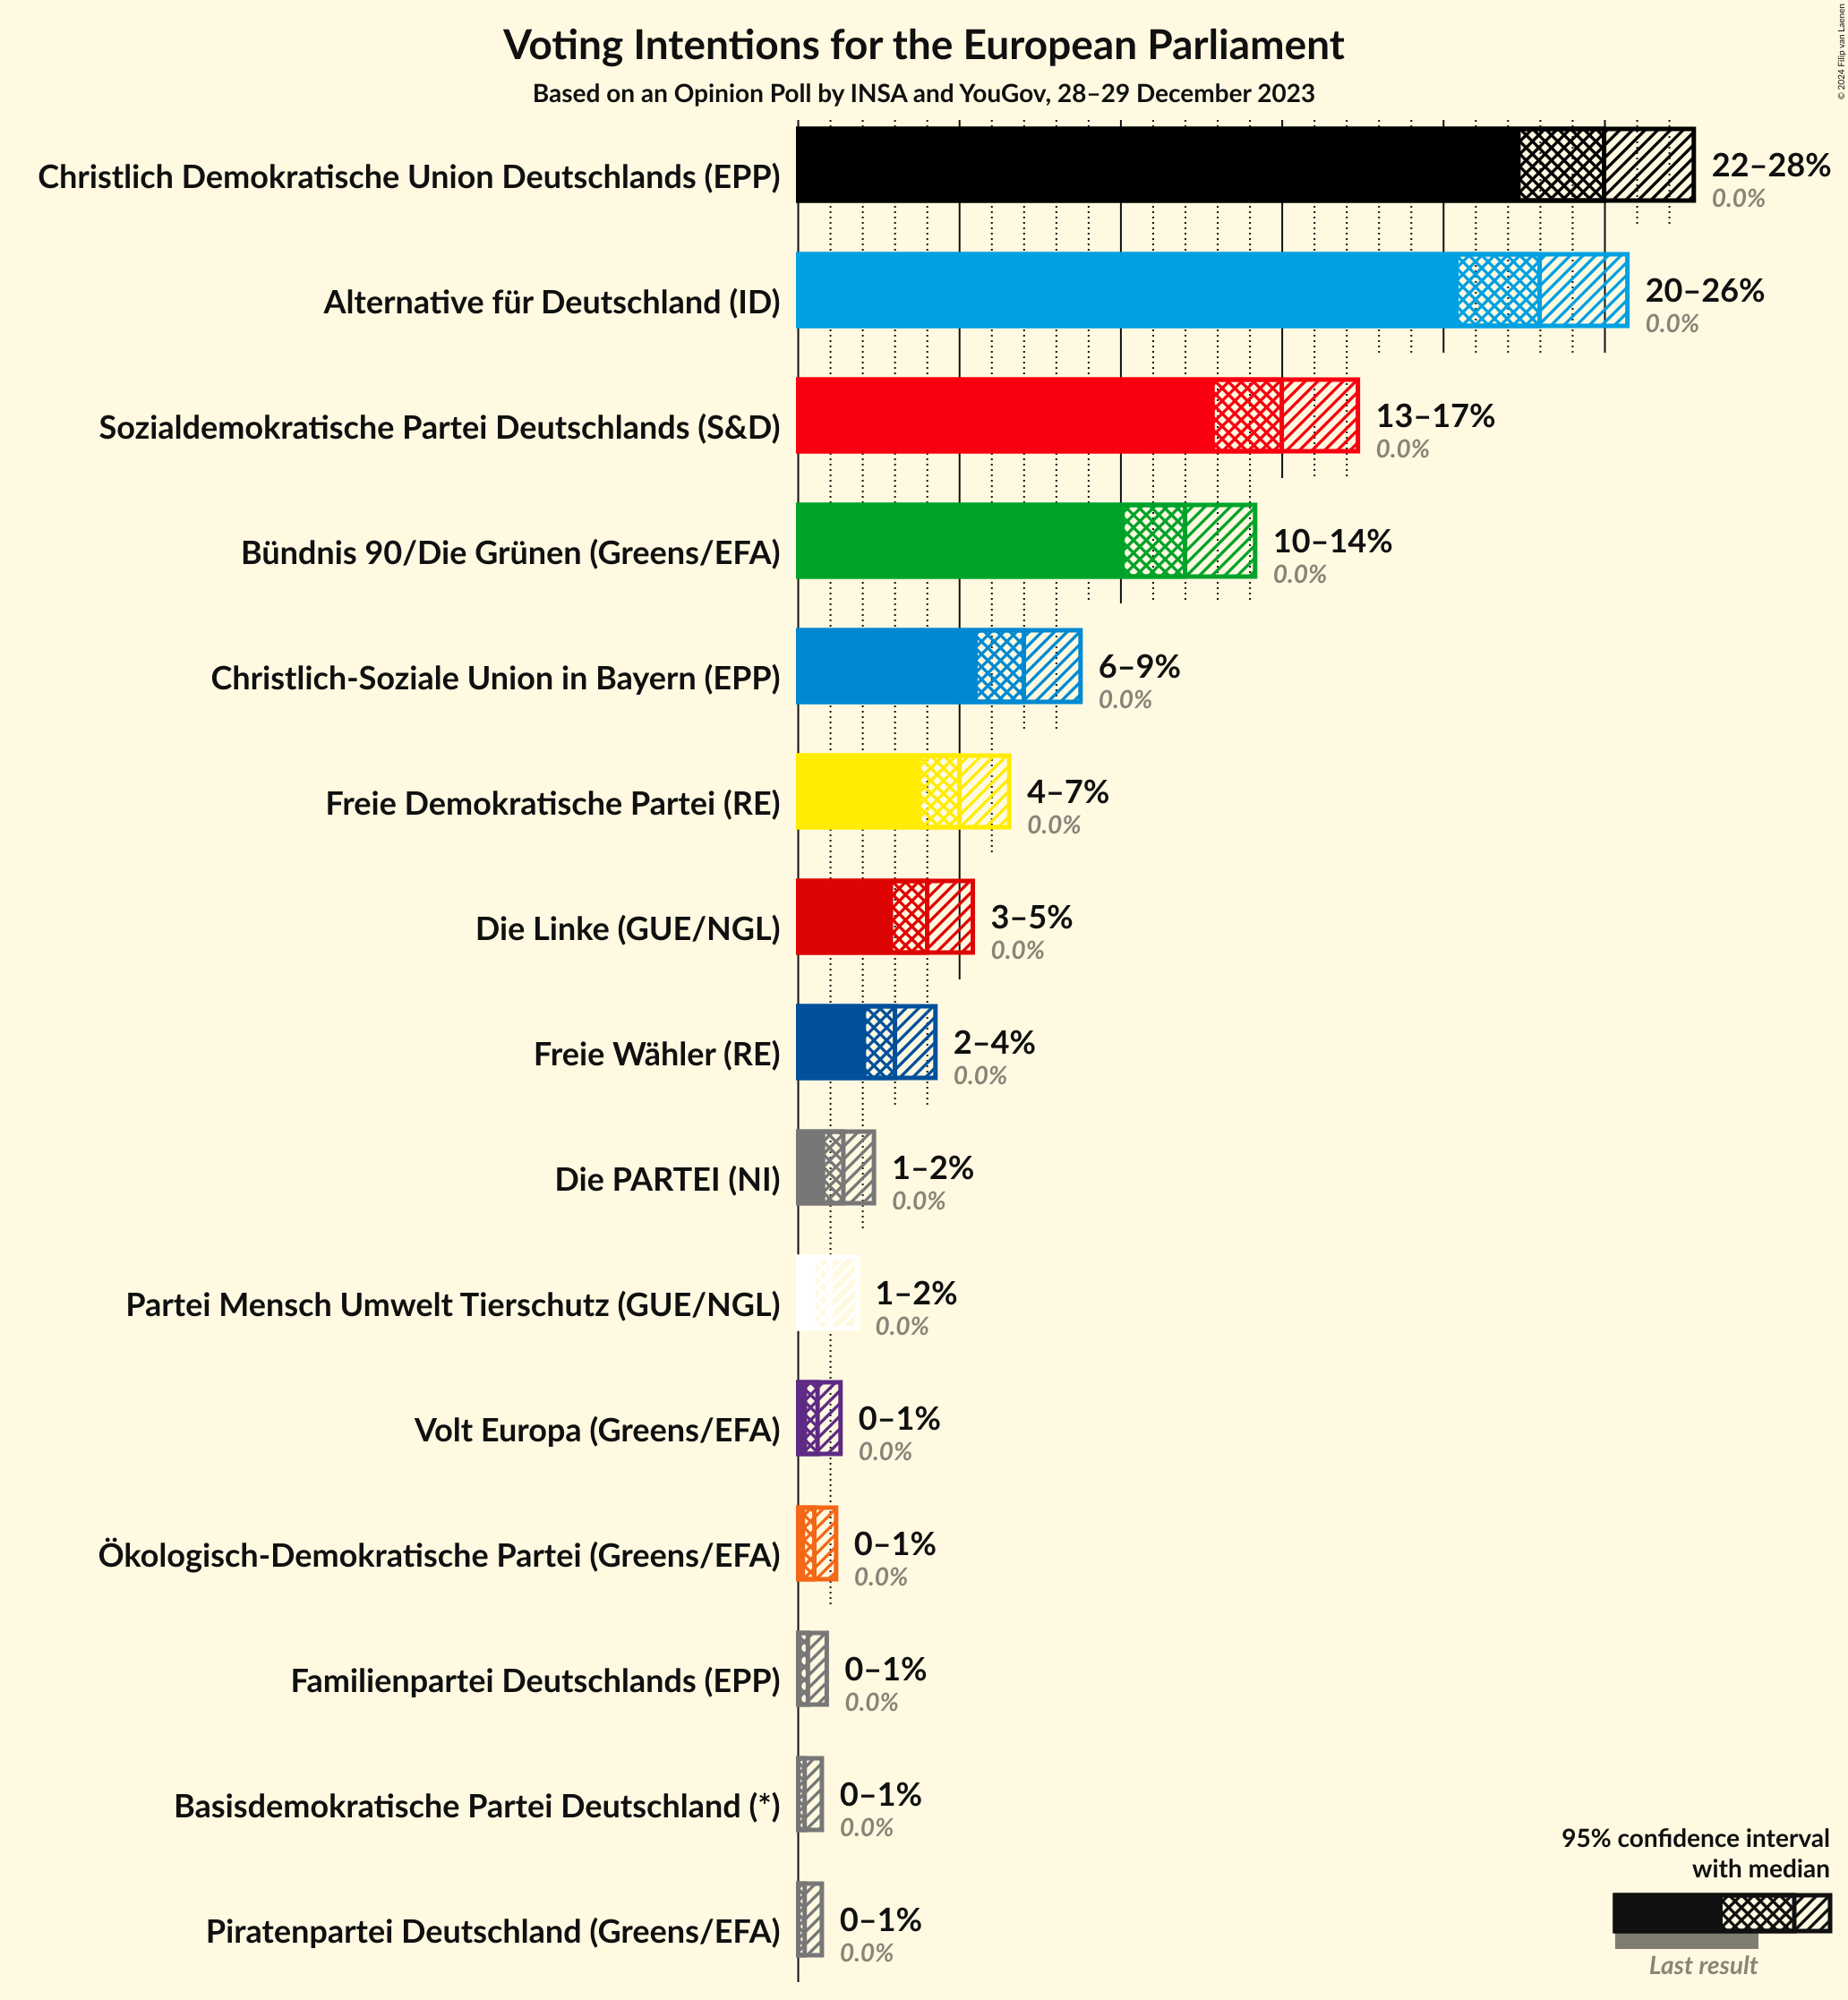 Voting Intentions for the European Parliament
Based on an Opinion Poll by INSA and YouGov, 28–29 December 2023
© 2024 Filip van Laenen
Christlich Demokratische Union Deutschlands (EPP)
22–28%
0.0%
Alternative für Deutschland (ID)
20–26%
0.0%
Sozialdemokratische Partei Deutschlands (S&D)
13–17%
0.0%
Bündnis 90/Die Grünen (Greens/EFA)
10–14%
0.0%
Christlich-Soziale Union in Bayern (EPP)
6–9%
0.0%
Freie Demokratische Partei (RE)
4–7%
0.0%
Die Linke (GUE/NGL)
3–5%
0.0%
Freie Wähler (RE)
2–4%
0.0%
Die PARTEI (NI)
1–2%
0.0%
Partei Mensch Umwelt Tierschutz (GUE/NGL)
1–2%
0.0%
Volt Europa (Greens/EFA)
0–1%
0.0%
Ökologisch-Demokratische Partei (Greens/EFA)
0–1%
0.0%
Familienpartei Deutschlands (EPP)
0–1%
0.0%
Basisdemokratische Partei Deutschland (*)
0–1%
0.0%
Piratenpartei Deutschland (Greens/EFA)
0–1%
0.0%
95% confidence interval
with median
Last result